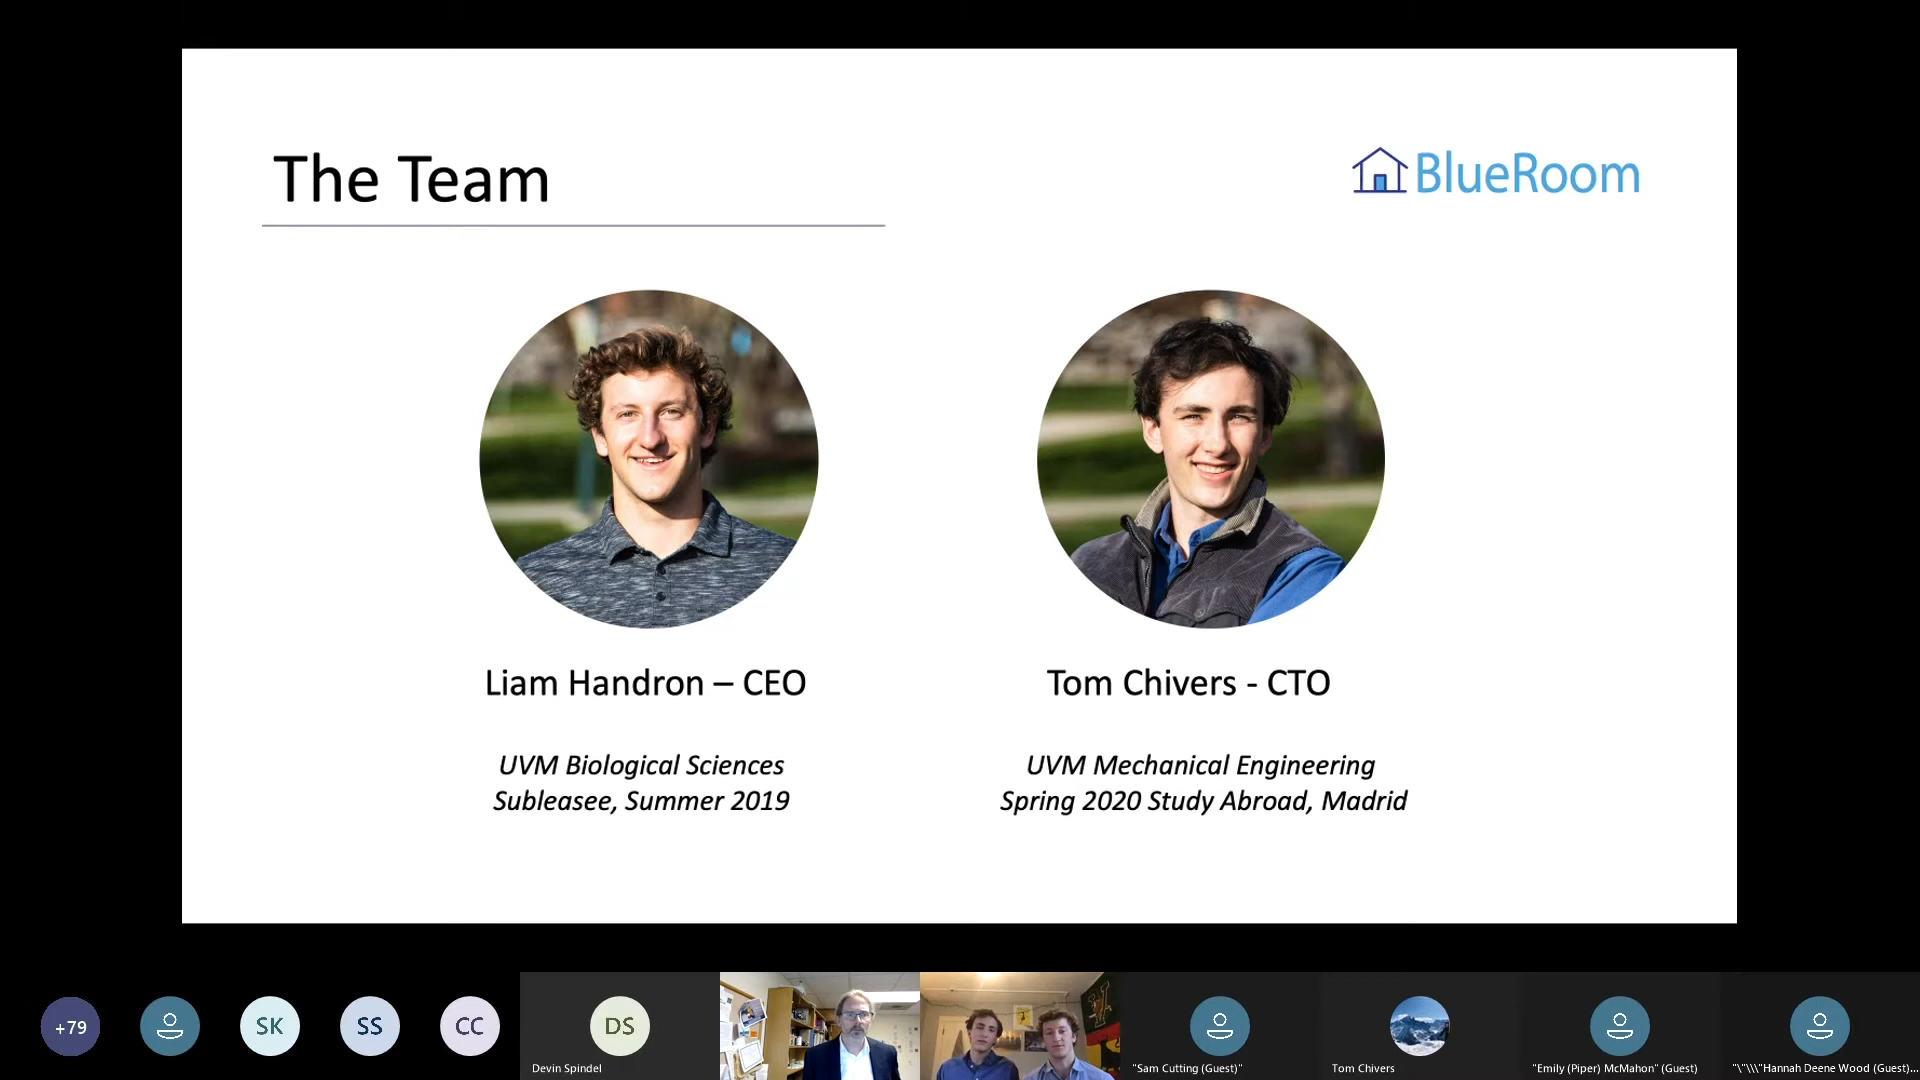 The Team
BlueRoom
Liam Handron – CEO
Tom Chivers - CTO
UVM Biological Sciences
Subleasee, Summer 2019
UVM Mechanical Engineering
Spring 2020 Study Abroad, Madrid
+79
SK
SS
CC
DS
Devin Spindel
"Sam Cutting (Guest)"
Tom Chivers
"Emily (Piper) McMahon" (Guest)
"\"\\\"Hannah Deene Wood (Guest)...